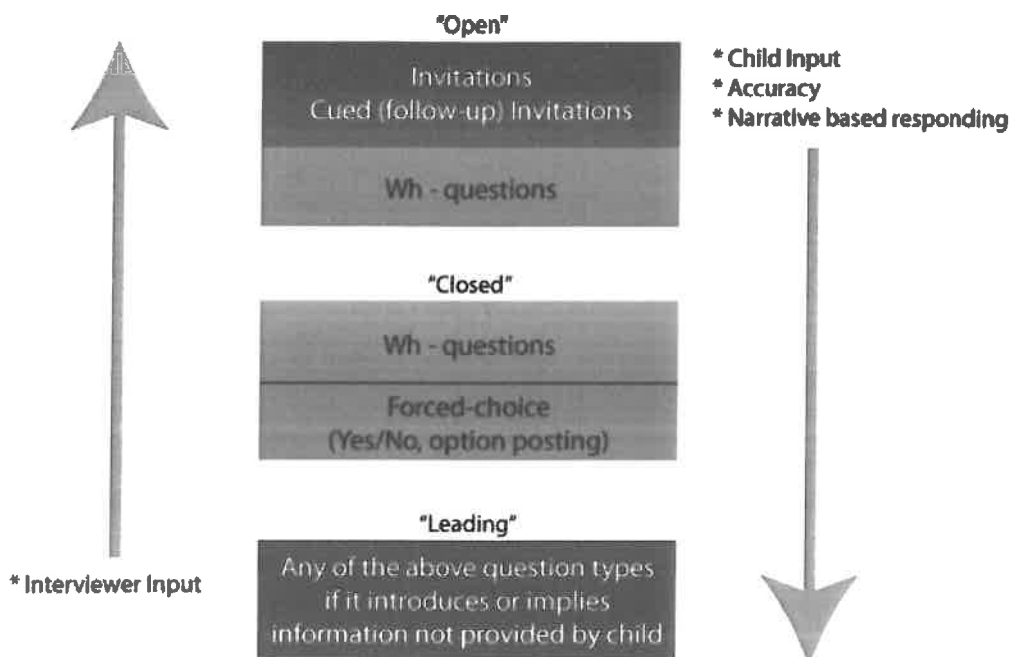 "Open"
Invitations
Cued (follow-up) Invitations
Wh - questions
* Child Input
* Accuracy
* Narrative based responding
"Closed"
Wh - questions
Forced-choice
(Yes/No, option posting)
"Leading"
Any of the above question types
if it introduces or implies
information not provided by child
* Interviewer Input